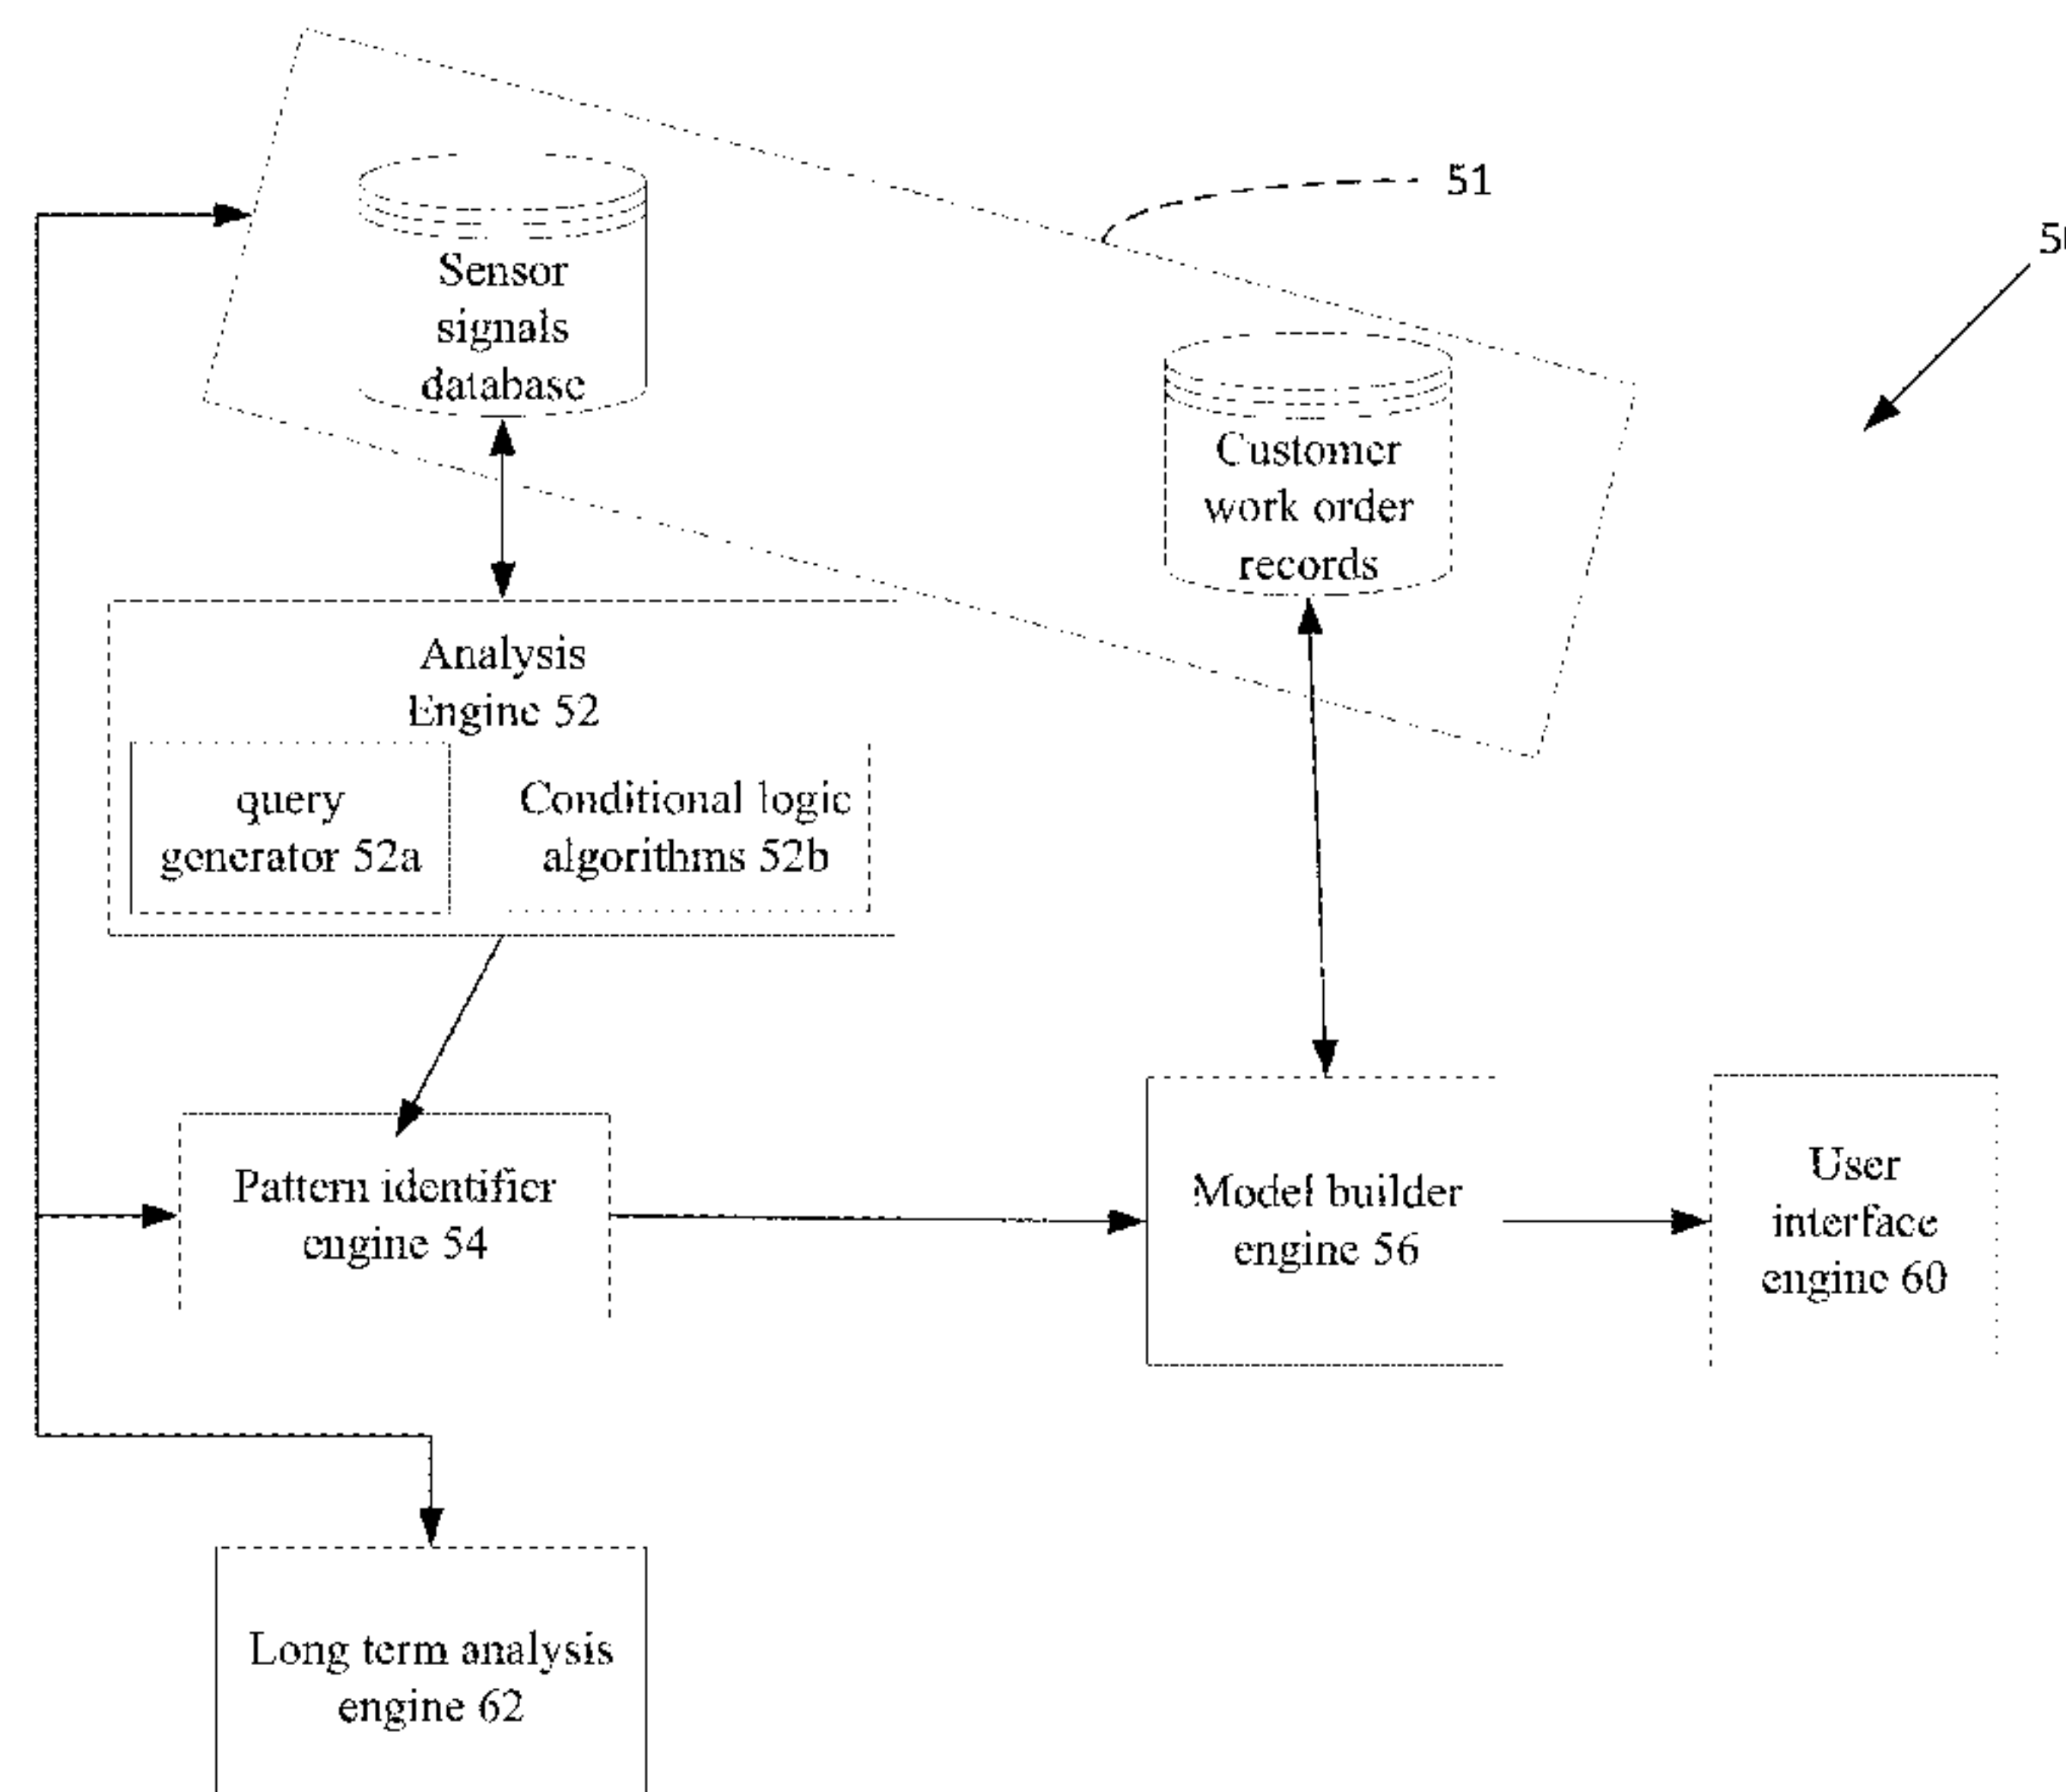 51
Sensor
signals
database
Customer
work order
records
Analysis
Engine 52
query
generator 52a
Conditional logic
algorithms 52b
Pattern identifier
engine 54
Model builder
engine 56
User
interface
engine 60
Long term analysis
engine 62